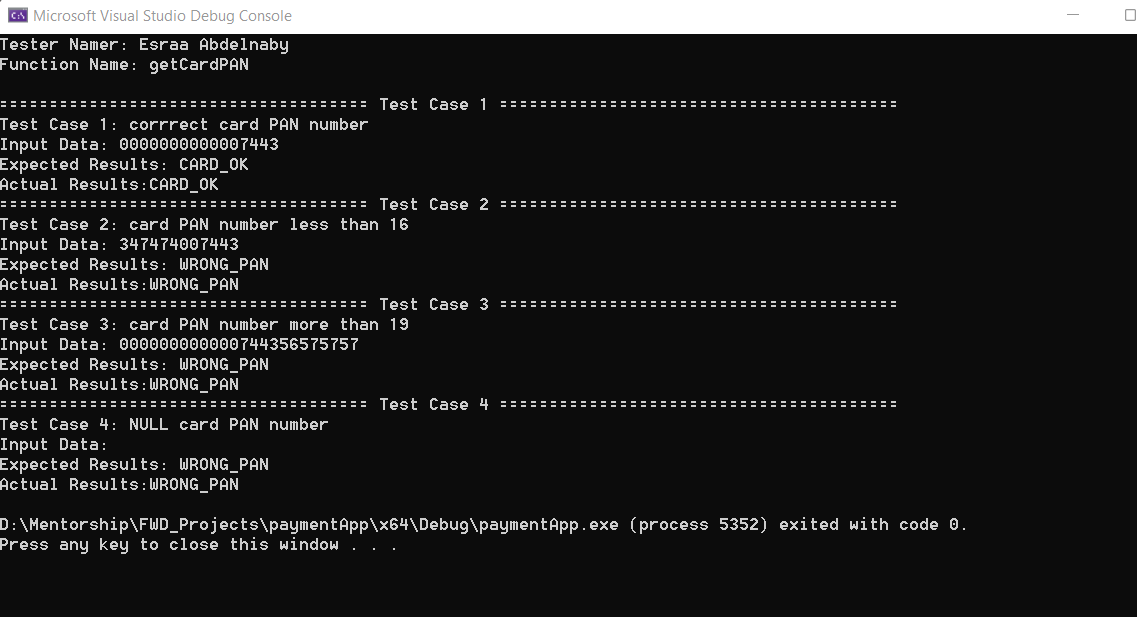 Microsoft Visual Studio Debug Console
Tester Namer: Esraa Abdelnaby
Function Name: getCardPAN
===================================== Test Case 1 ========================================
Test Case 1: corrrect card PAN number
Input Data: 0000000000007443
Expected Results: CARD_OK
Actual Results:CARD_OK
===================================== Test Case 2 ========================================
Test Case 2: card PAN number less than 16
Input Data: 347474007443
Expected Results: WRONG_PAN
Actual Results:WRONG_PAN
===================================== Test Case 3 ========================================
Test Case 3: card PAN number more than 19
Input Data: 000000000000744356575757
Expected Results: WRONG_PAN
Actual Results:WRONG_PAN
===================================== Test Case 4 ========================================
Test Case 4: NULL card PAN number
Input Data:
Expected Results: WRONG_PAN
Actual Results:WRONG_PAN
D:\Mentorship\FWD_Projects\paymentApp\x64\Debug\paymentApp.exe (process 5352) exited with code 0.
Press any key to close this window . . .